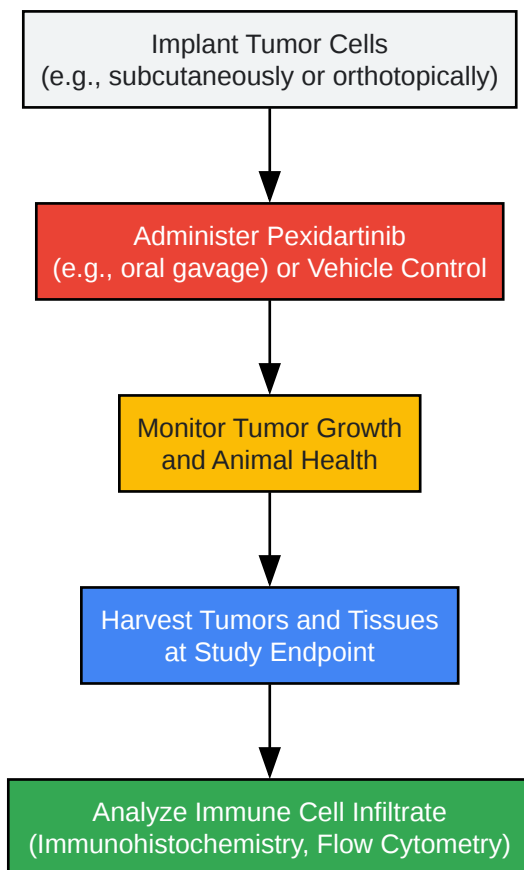 Implant Tumor Cells
(e.g., subcutaneously or orthotopically)
Administer Pexidartinib
(e.g., oral gavage) or Vehicle Control
Monitor Tumor Growth
and Animal Health
Harvest Tumors and Tissues
at Study Endpoint
Analyze Immune Cell Infiltrate
(Immunohistochemistry, Flow Cytometry)